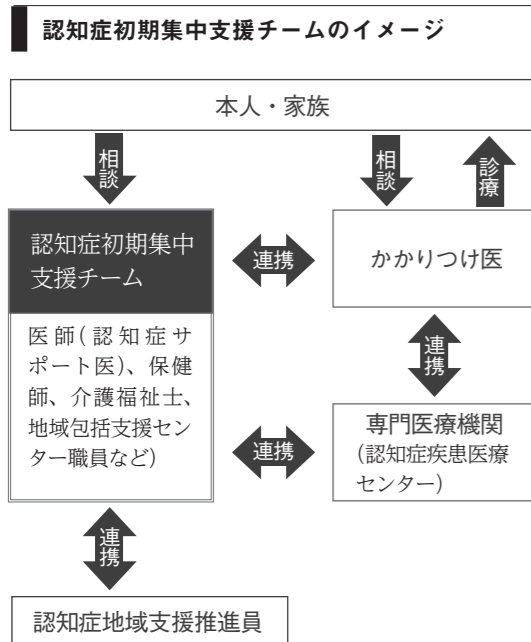 認知症初期集中支援チームのイメージ
本人・家族
相談
相談
診療
認知症初期集中
支援チーム
連携
かかりつけ医
医師(認知症サ
ポート医)、保健
師、介護福祉士、
地域包括支援セン
ター職員など)
連携
連携
専門医療機関
(認知症疾患医療
センター)
連携
認知症地域支援推進員